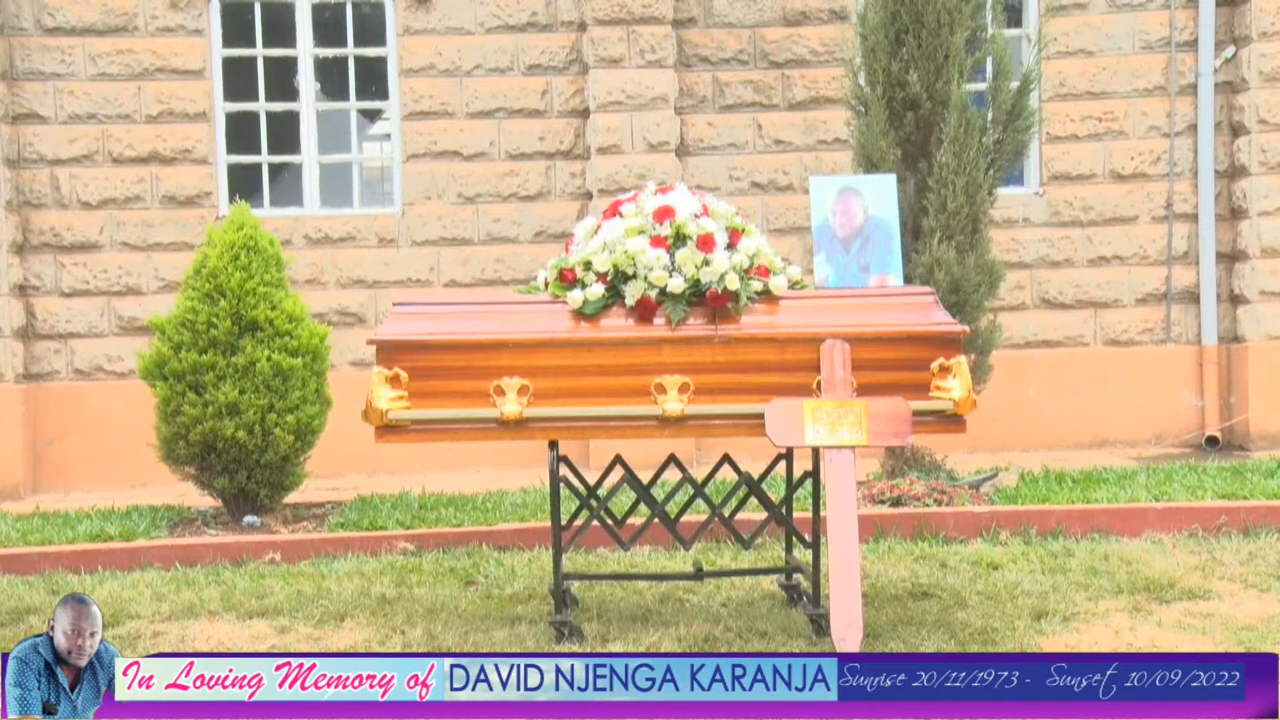 In Loving Memory of DAVID NJENGA KARANJA Sunrise 20/11/1973 - Sunset 10/09/2022